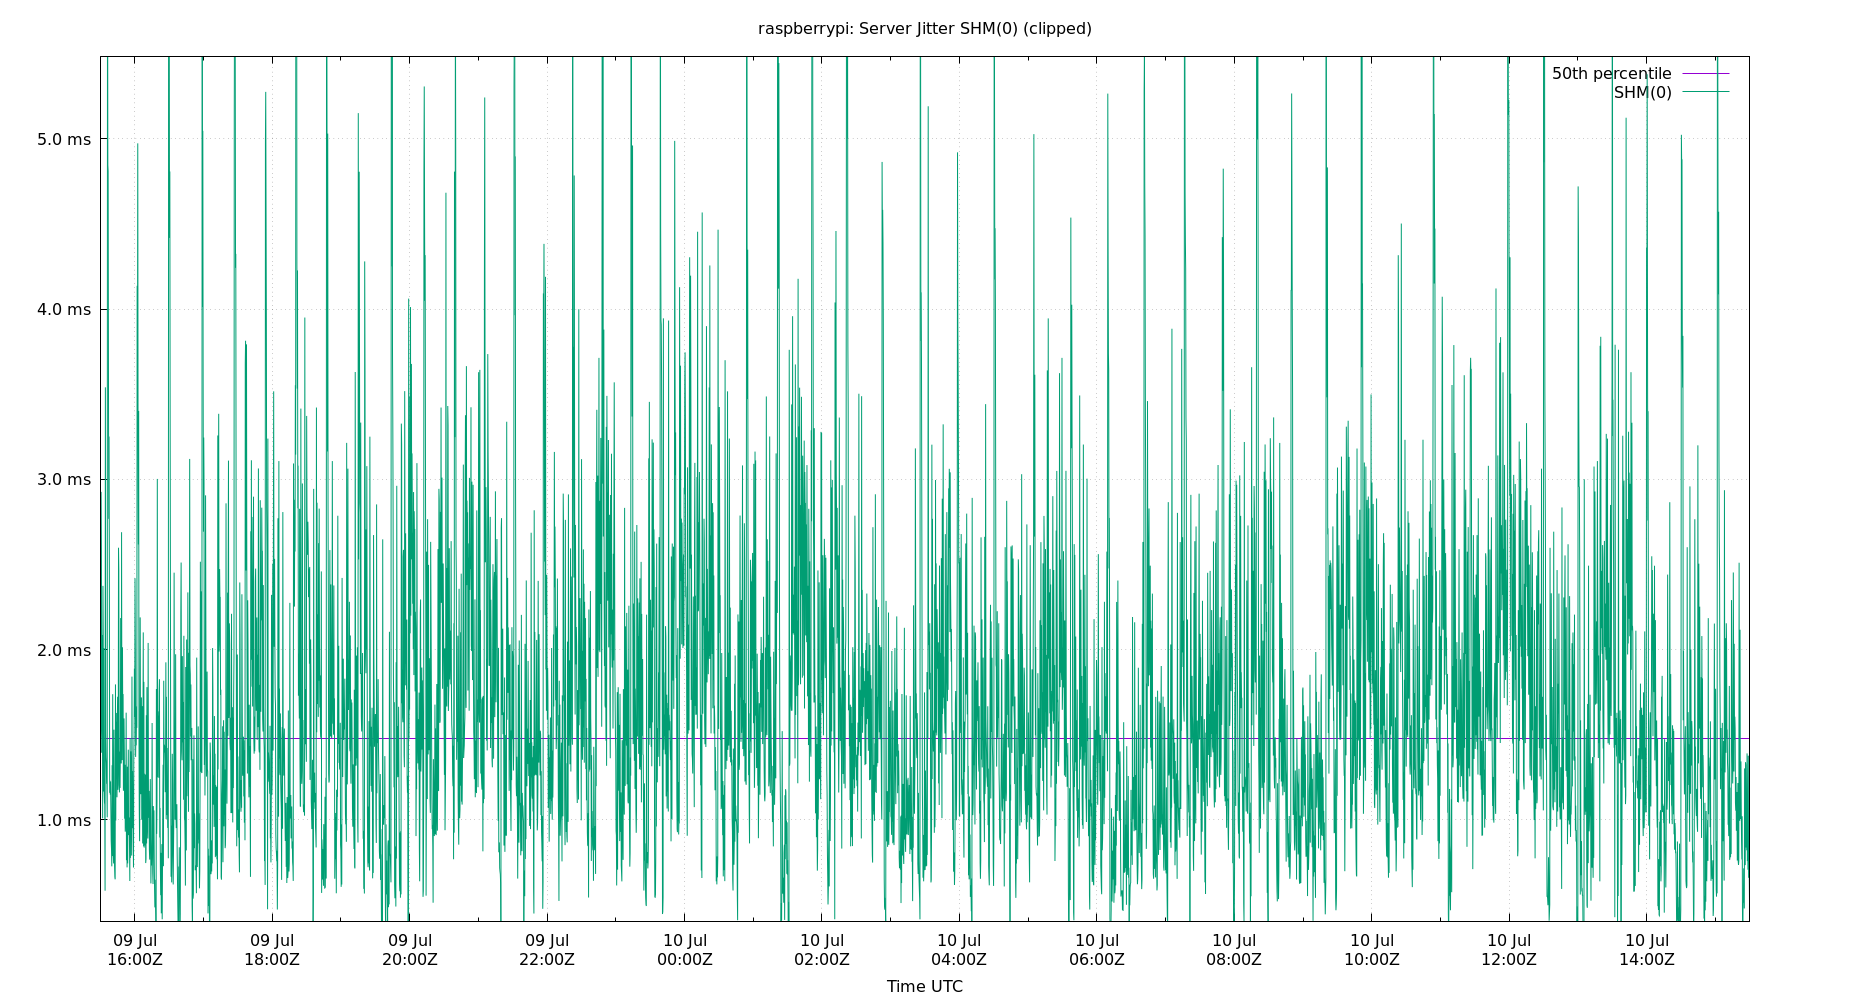 raspberrypi: Server Jitter SHM(0) (clipped)
50th percentile
SHM(0)
5.0 ms
4.0 ms
3.0 ms
2.0 ms
1.0 ms
09 Jul 09 Jul 09 Jul 09 Jul 10 Jul 10 Jul 10 Jul 10 Jul 10 Jul 10 Jul 10 Jul 10 Jul
16:00Z 18:00Z 20:00Z 22:00Z 00:00Z 02:00Z 04:00Z 06:00Z 08:00Z 10:00Z 12:00Z 14:00Z
Time UTC